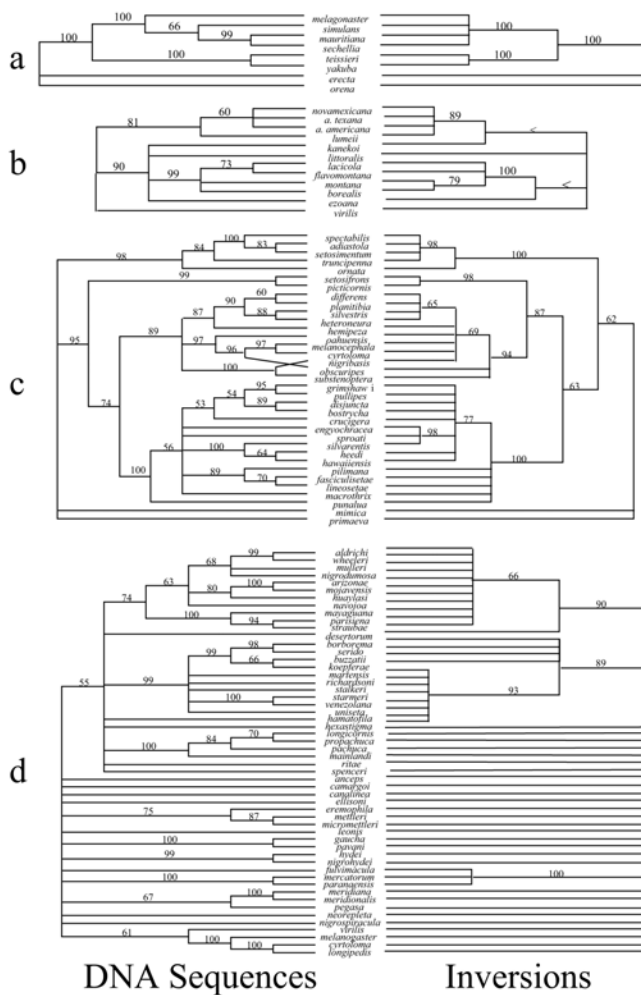 a
melagonaster
simulans
mauritiana
sechellia
teissieri
yakuba
erecta
orena
100
100
66
99
100
100
100
100
b
novamexicana
a. texana
a. americana
lumeii
kanekoi
littoralis
lacicola
flavomontana
montana
borealis
ezoana
virilis
60
81
73
90
99
89
<
100
79
<
c
spectabilis
adiastola
setosimentum
truncipenna
ornata
setosifrons
picticornis
differens
planitibia
silvestris
heteroneura
hemipeza
pahuensis
melanocephala
cyrtoloma
nigribasis
obscuripes
substenoptera
grimshaw i
pullipes
disjuncta
bostrycha
crucigera
engyochracea
sproati
silvarentis
heedi
hawaiiensis
pilimana
fasciculisetae
lineosetae
macrothrix
punalua
mimica
primaeva
100
84
83
98
99
60
90
88
87
95
89
97
97
96
100
74
95
54
89
53
56
100
64
89
70
100
98
100
98
65
87
62
69
94
63
77
98
100
d
aldrichi
wheeleri
mulleri
nigrodumosa
arizonae
mojavensis
huaylasi
navojoa
mayaguana
parisiena
straubae
desertorum
borborema
serido
buzzatii
koepferae
martensis
richardsoni
stalkeri
starmeri
venezolana
uniseta
hamatofila
hexastigma
longicornis
propachuca
pachuca
mainlandi
ritae
spenceri
anceps
camargoi
canalinea
ellisoni
eremophila
mettleri
micromettleri
leonis
gaucha
pavani
hydei
nigrohydei
fulvimacula
mercatorum
paranaensis
meridiana
meridionalis
pegasa
neorepleta
nigrospiracula
virilis
melanogaster
cyrtoloma
longipedis
99
68
63
100
80
74
100
94
98
99
66
55
99
100
70
84
100
75
87
100
99
100
100
67
61
100
100
66
90
89
93
100
DNA Sequences
Inversions